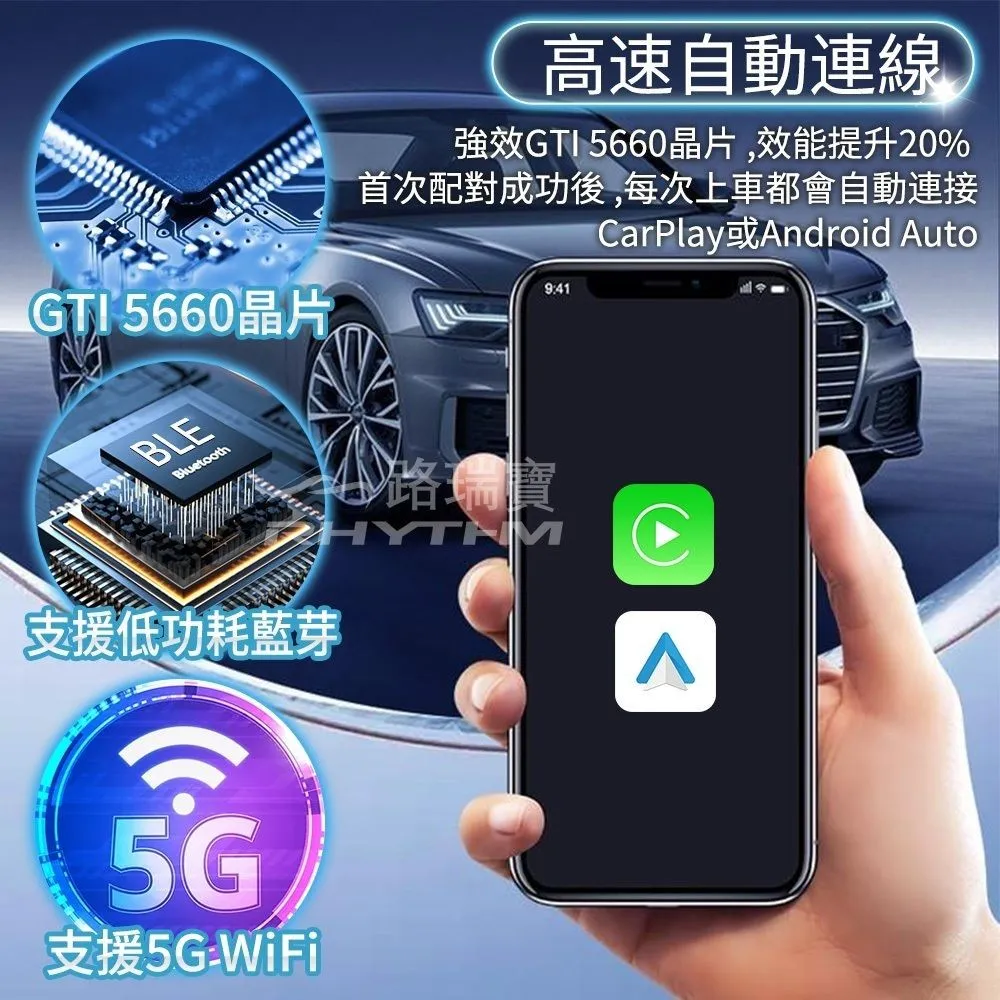 高速自動連線
強效GTI 5660晶片 ,效能提升20%
首次配對成功後 ,每次上車都會自動連接
CarPlay或Android Auto
GTI 5660晶片
9:41
BLE
Bluetooth
路瑞寶
RHYTHM
支援低功耗藍芽
5G
支援5G WiFi